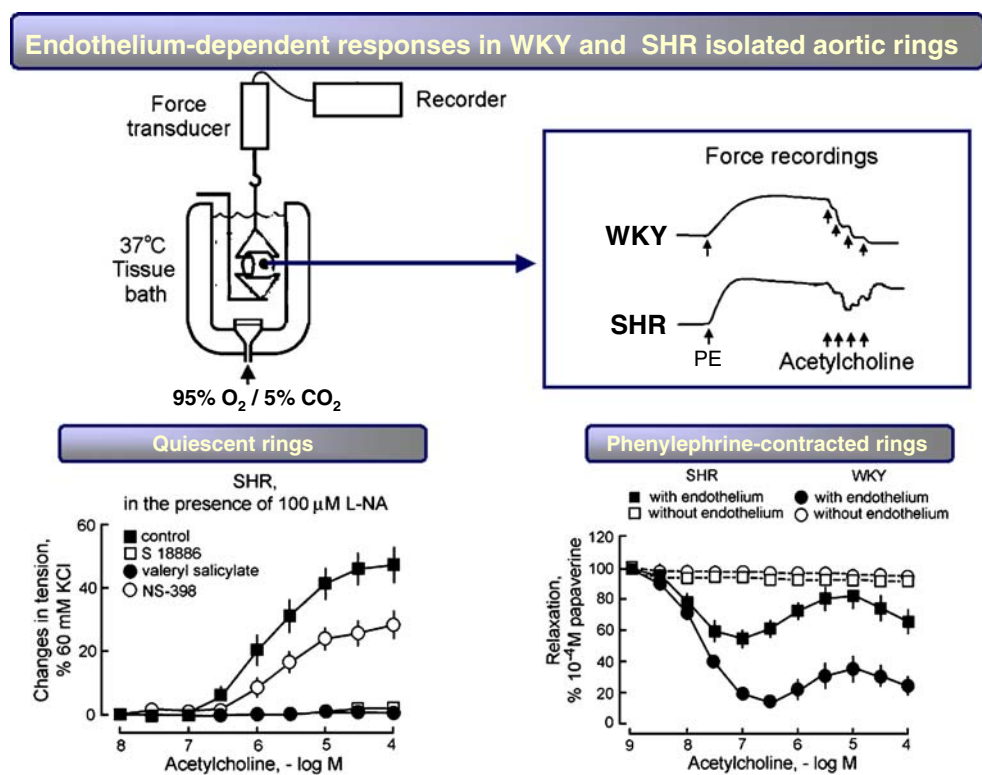 Endothelium-dependent responses in WKY and SHR isolated aortic rings
Force
transducer
Recorder
37°C
Tissue
bath
95% O₂ / 5% CO₂
Force recordings
WKY
SHR
PE
Acetylcholine
Quiescent rings
SHR,
in the presence of 100 µM L-NA
control
S 18886
valeryl salicylate
NS-398
Changes in tension,
% 60 mM KCl
60
40
20
0
8 7 6 5 4
Acetylcholine, - log M
Phenylephrine-contracted rings
SHR WKY
with endothelium with endothelium
without endothelium without endothelium
Relaxation,
% 10⁻⁴M papaverine
120
100
80
60
40
20
0
9 8 7 6 5 4
Acetylcholine, - log M